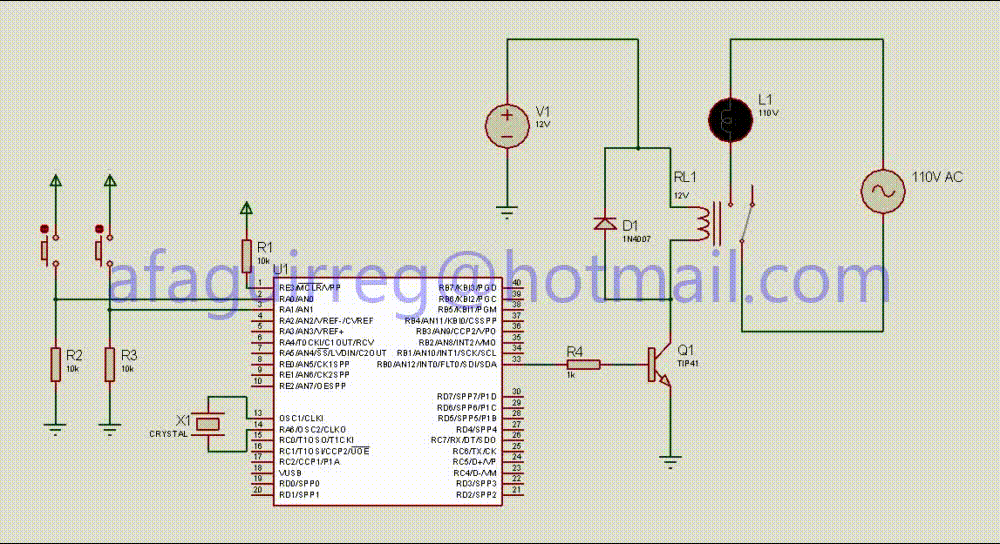 V1
12V
L1
110V
RL1
12V
110V AC
D1
1N4007
afaguirreg@hotmail.com
R1
10k
U1
1 RE3/MCLR/VPP
2 RA0/AN0
3 RA1/AN1
4 RA2/AN2/VREF-/CVREF
5 RA3/AN3/VREF+
6 RA4/T0CKI/C1OUT/RCV
7 RA5/AN4/SS/LVDIN/C2OUT
8 RE0/AN5/CK1SPP
9 RE1/AN6/CK2SPP
10 RE2/AN7/OESPP
13 OSC1/CLKI
14 RA6/OSC2/CLKO
15 RC0/T1OSO/T1CKI
16 RC1/T1OSI/CCP2/UOE
17 RC2/CCP1/P1A
18 VUSB
19 RD0/SPP0
20 RD1/SPP1
RB7/KBI3/PGD 40
RB6/KBI2/PGC 39
RB5/KBI1/PGM 38
RB4/AN11/KBI0/CSSPP 37
RB3/AN9/CCP2/VPO 36
RB2/AN8/INT2/VMO 35
RB1/AN10/INT1/SCK/SCL 34
RB0/AN12/INT0/FLT0/SDI/SDA 33
RD7/SPP7/P1D 30
RD6/SPP6/P1C 29
RD5/SPP5/P1B 28
RD4/SPP4 27
RC7/RX/DT/SDO 26
RC6/TX/CK 25
RC5/D+/VP 24
RC4/D-/VM 23
RD3/SPP3 22
RD2/SPP2 21
R2
10k
R3
10k
R4
1k
Q1
TIP41
X1
CRYSTAL